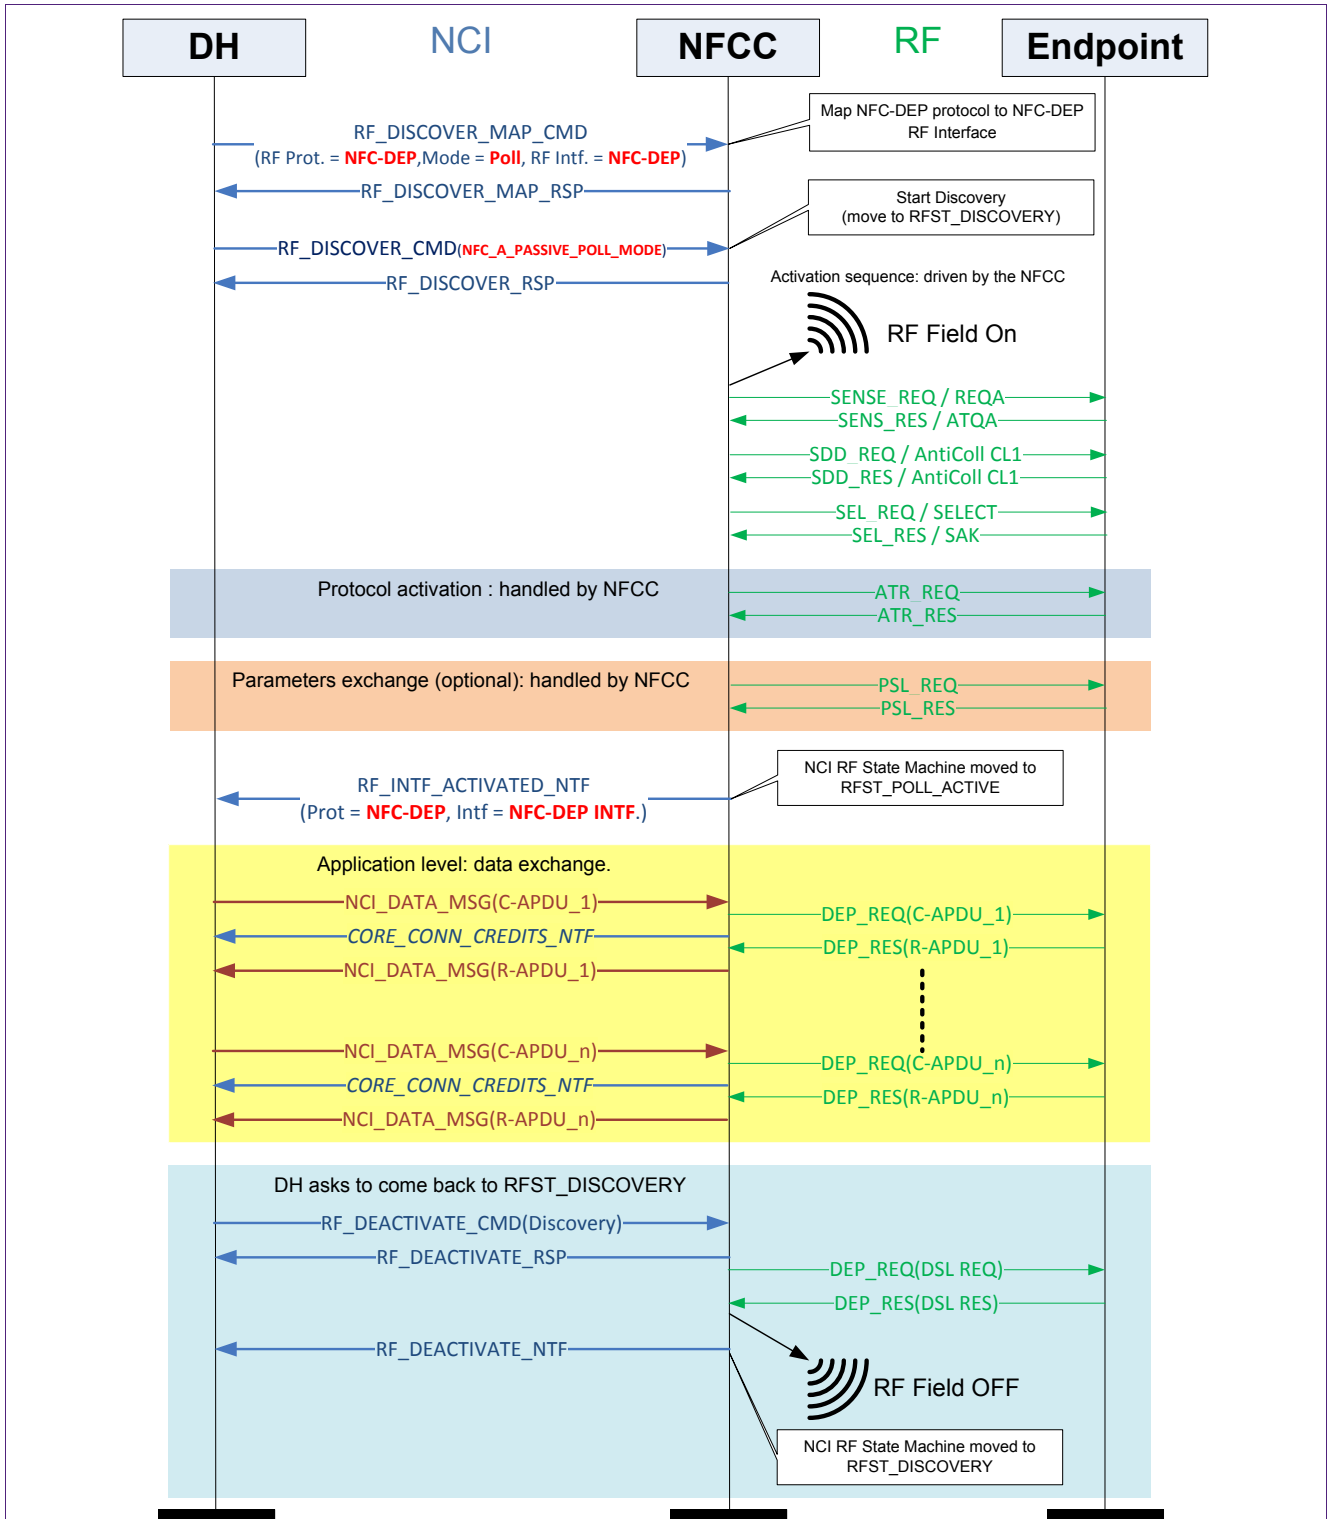 DH
NCI
NFCC
RF
Endpoint
Map NFC-DEP protocol to NFC-DEP
RF Interface
RF_DISCOVER_MAP_CMD
(RF Prot. = NFC-DEP,Mode = Poll, RF Intf. = NFC-DEP)
RF_DISCOVER_MAP_RSP
Start Discovery
(move to RFST_DISCOVERY)
RF_DISCOVER_CMD(NFC_A_PASSIVE_POLL_MODE)
RF_DISCOVER_RSP
Activation sequence: driven by the NFCC
RF Field On
SENSE_REQ / REQA
SENS_RES / ATQA
SDD_REQ / AntiColl CL1
SDD_RES / AntiColl CL1
SEL_REQ / SELECT
SEL_RES / SAK
Protocol activation : handled by NFCC
ATR_REQ
ATR_RES
Parameters exchange (optional): handled by NFCC
PSL_REQ
PSL_RES
NCI RF State Machine moved to
RFST_POLL_ACTIVE
RF_INTF_ACTIVATED_NTF
(Prot = NFC-DEP, Intf = NFC-DEP INTF.)
Application level: data exchange.
NCI_DATA_MSG(C-APDU_1)
DEP_REQ(C-APDU_1)
CORE_CONN_CREDITS_NTF
DEP_RES(R-APDU_1)
NCI_DATA_MSG(R-APDU_1)
NCI_DATA_MSG(C-APDU_n)
DEP_REQ(C-APDU_n)
CORE_CONN_CREDITS_NTF
DEP_RES(R-APDU_n)
NCI_DATA_MSG(R-APDU_n)
DH asks to come back to RFST_DISCOVERY
RF_DEACTIVATE_CMD(Discovery)
RF_DEACTIVATE_RSP
DEP_REQ(DSL REQ)
DEP_RES(DSL RES)
RF_DEACTIVATE_NTF
RF Field OFF
NCI RF State Machine moved to
RFST_DISCOVERY